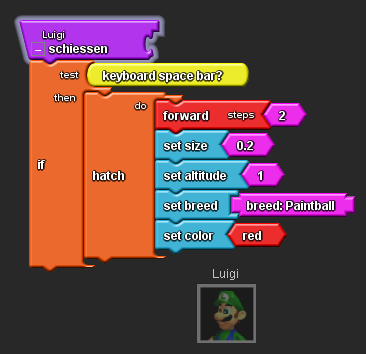 Luigi
– schiessen
test keyboard space bar?
then
do
forward steps 2
set size 0.2
if hatch set altitude 1
set breed breed: Paintball
set color red
Luigi